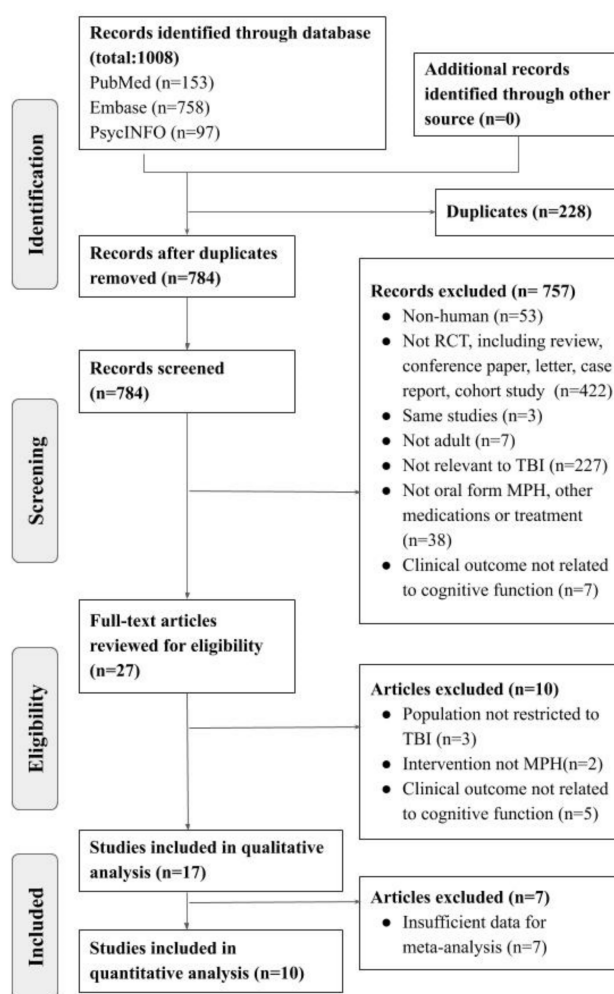 Records identified through database
(total:1008)
PubMed (n=153)
Embase (n=758)
PsycINFO (n=97)
Additional records
identified through other
source (n=0)
Identification
Duplicates (n=228)
Records after duplicates
removed (n=784)
Records excluded (n= 757)
● Non-human (n=53)
● Not RCT, including review,
conference paper, letter, case
report, cohort study (n=422)
● Same studies (n=3)
● Not adult (n=7)
● Not relevant to TBI (n=227)
● Not oral form MPH, other
medications or treatment
(n=38)
● Clinical outcome not related
to cognitive function (n=7)
Records screened
(n=784)
Screening
Full-text articles
reviewed for eligibility
(n=27)
Eligibility
Articles excluded (n=10)
● Population not restricted to
TBI (n=3)
● Intervention not MPH(n=2)
● Clinical outcome not related
to cognitive function (n=5)
Studies included in qualitative
analysis (n=17)
Included
Articles excluded (n=7)
● Insufficient data for
meta-analysis (n=7)
Studies included in
quantitative analysis (n=10)